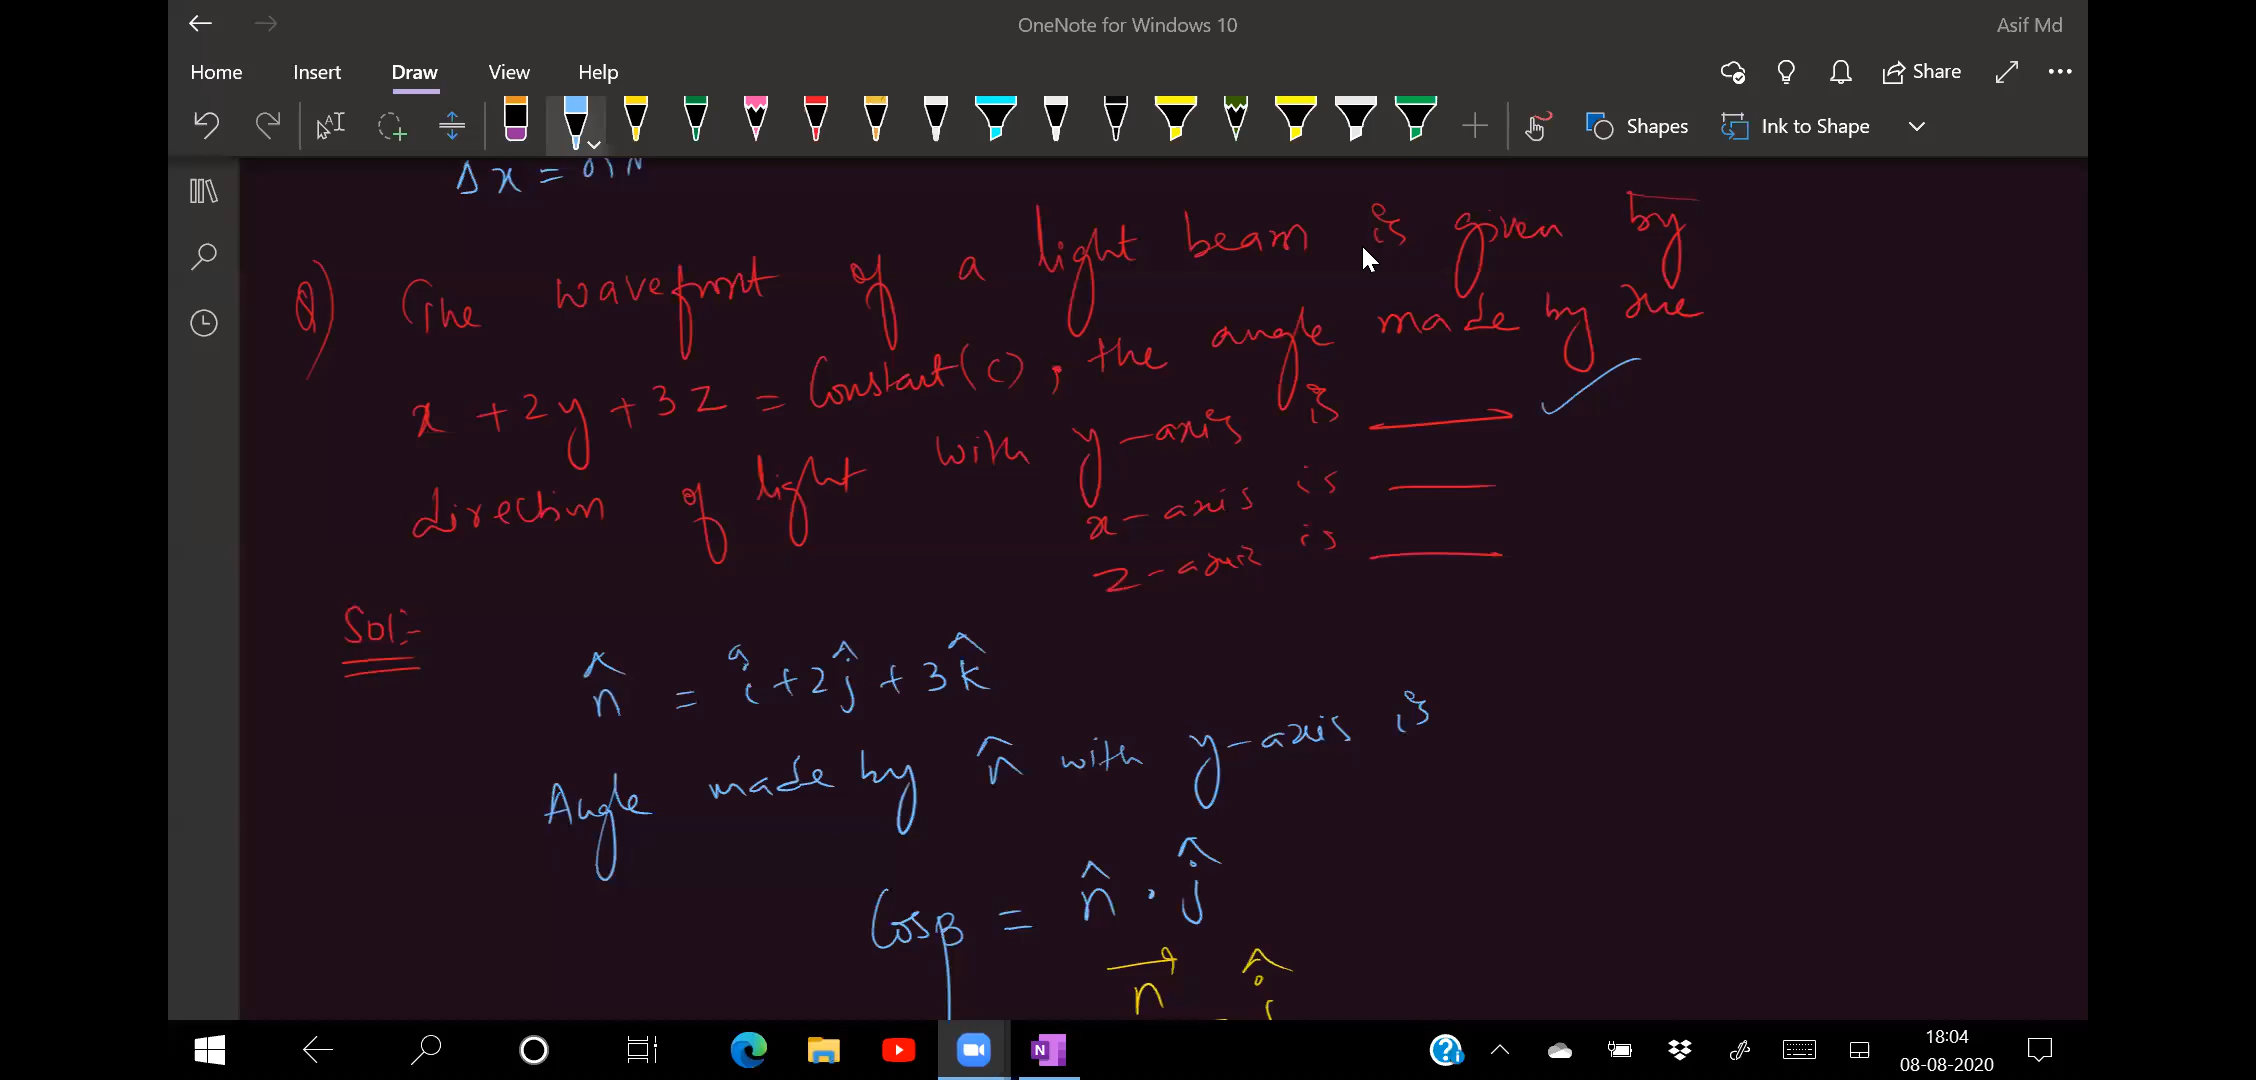 OneNote for Windows 10
Asif Md
Home Insert Draw View Help
Share
Shapes
Ink to Shape
Δx =
Q) The wavefront of a light beam is given by
x + 2y + 3z = Constant (c), the angle made by the
direction of light with y-axis is
x-axis is
z-axis is
Sol:-
n̂ = î + 2ĵ + 3k̂
Angle made by n̂ with y-axis is
Cosβ = n̂ · ĵ
n⃗
18:04
08-08-2020